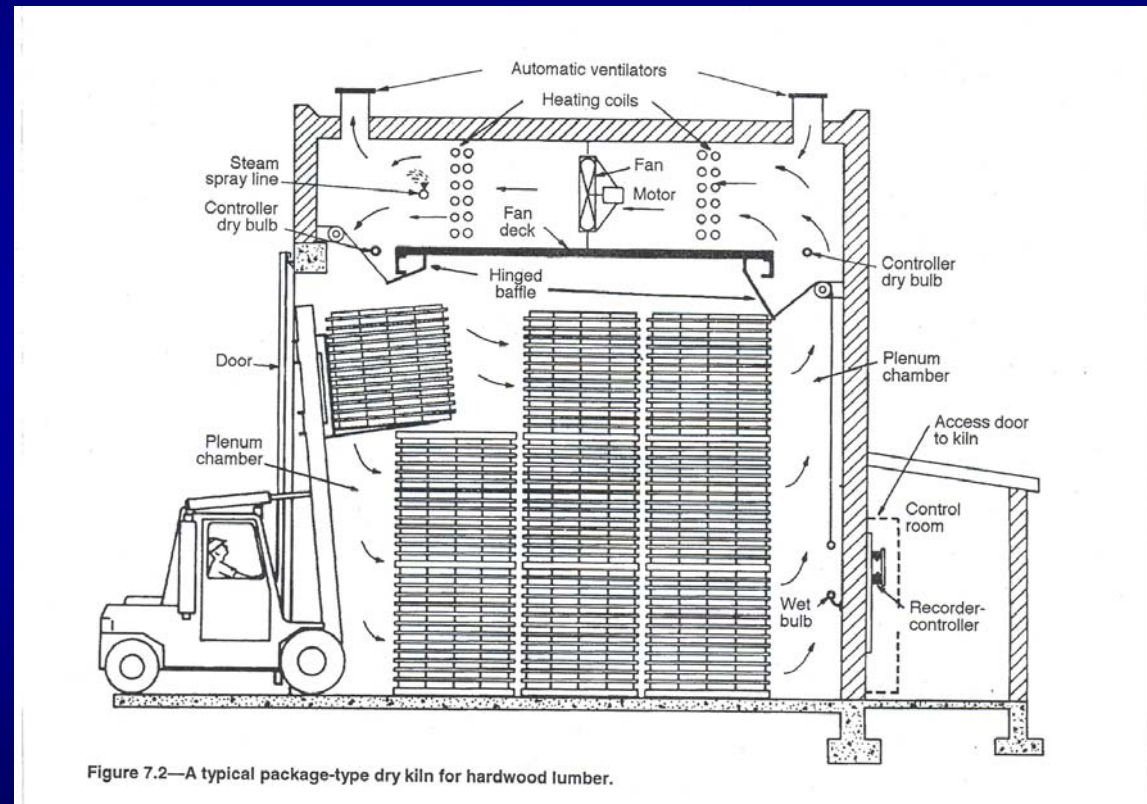 Automatic ventilators
Heating coils
Steam
spray line
Fan
Motor
Controller
dry bulb
Fan
deck
Controller
dry bulb
Hinged
baffle
Door
Plenum
chamber
Access door
to kiln
Plenum
chamber
Control
room
Wet
bulb
Recorder-
controller
Figure 7.2—A typical package-type dry kiln for hardwood lumber.